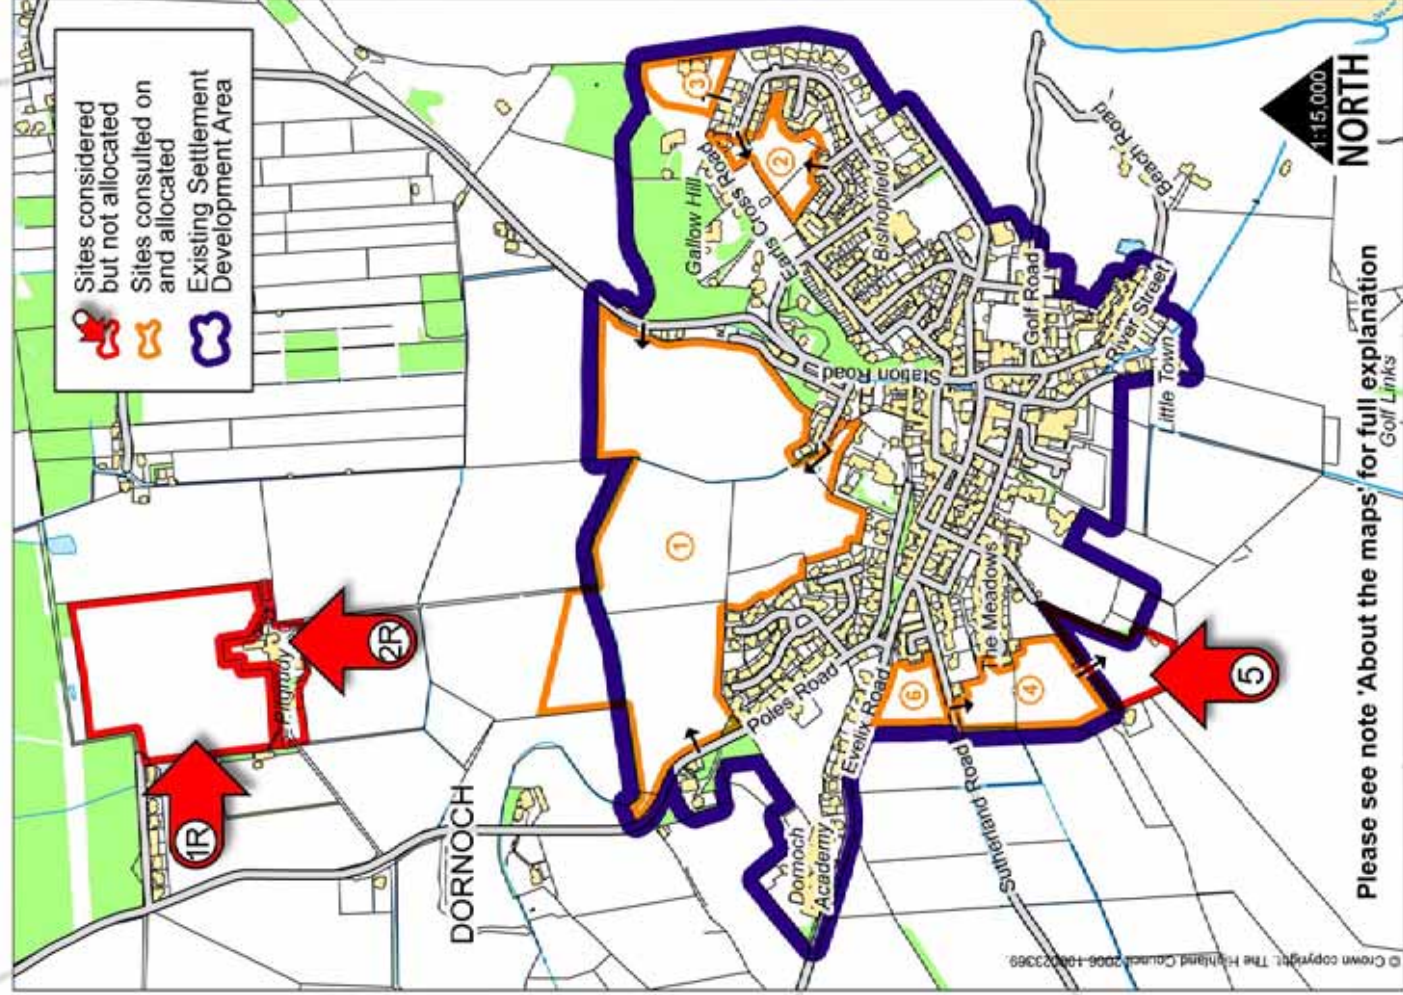 Sites considered
but not allocated
Sites consulted on
and allocated
Existing Settlement
Development Area
3
2
Gallow Hill
Earls Cross Road
Bishopfield
1:15,000
NORTH
Beach Road
Golf Road
River Street
Little Town
Station Road
Golf Links
1
2R
1R
Pitgrudy
The Meadows
Poles Road
Evelix Road
6
4
5
Sutherland Road
DORNOCH
Dornoch
Academy
Please see note 'About the maps' for full explanation
© Crown copyright. The Highland Council 2006 100023369.